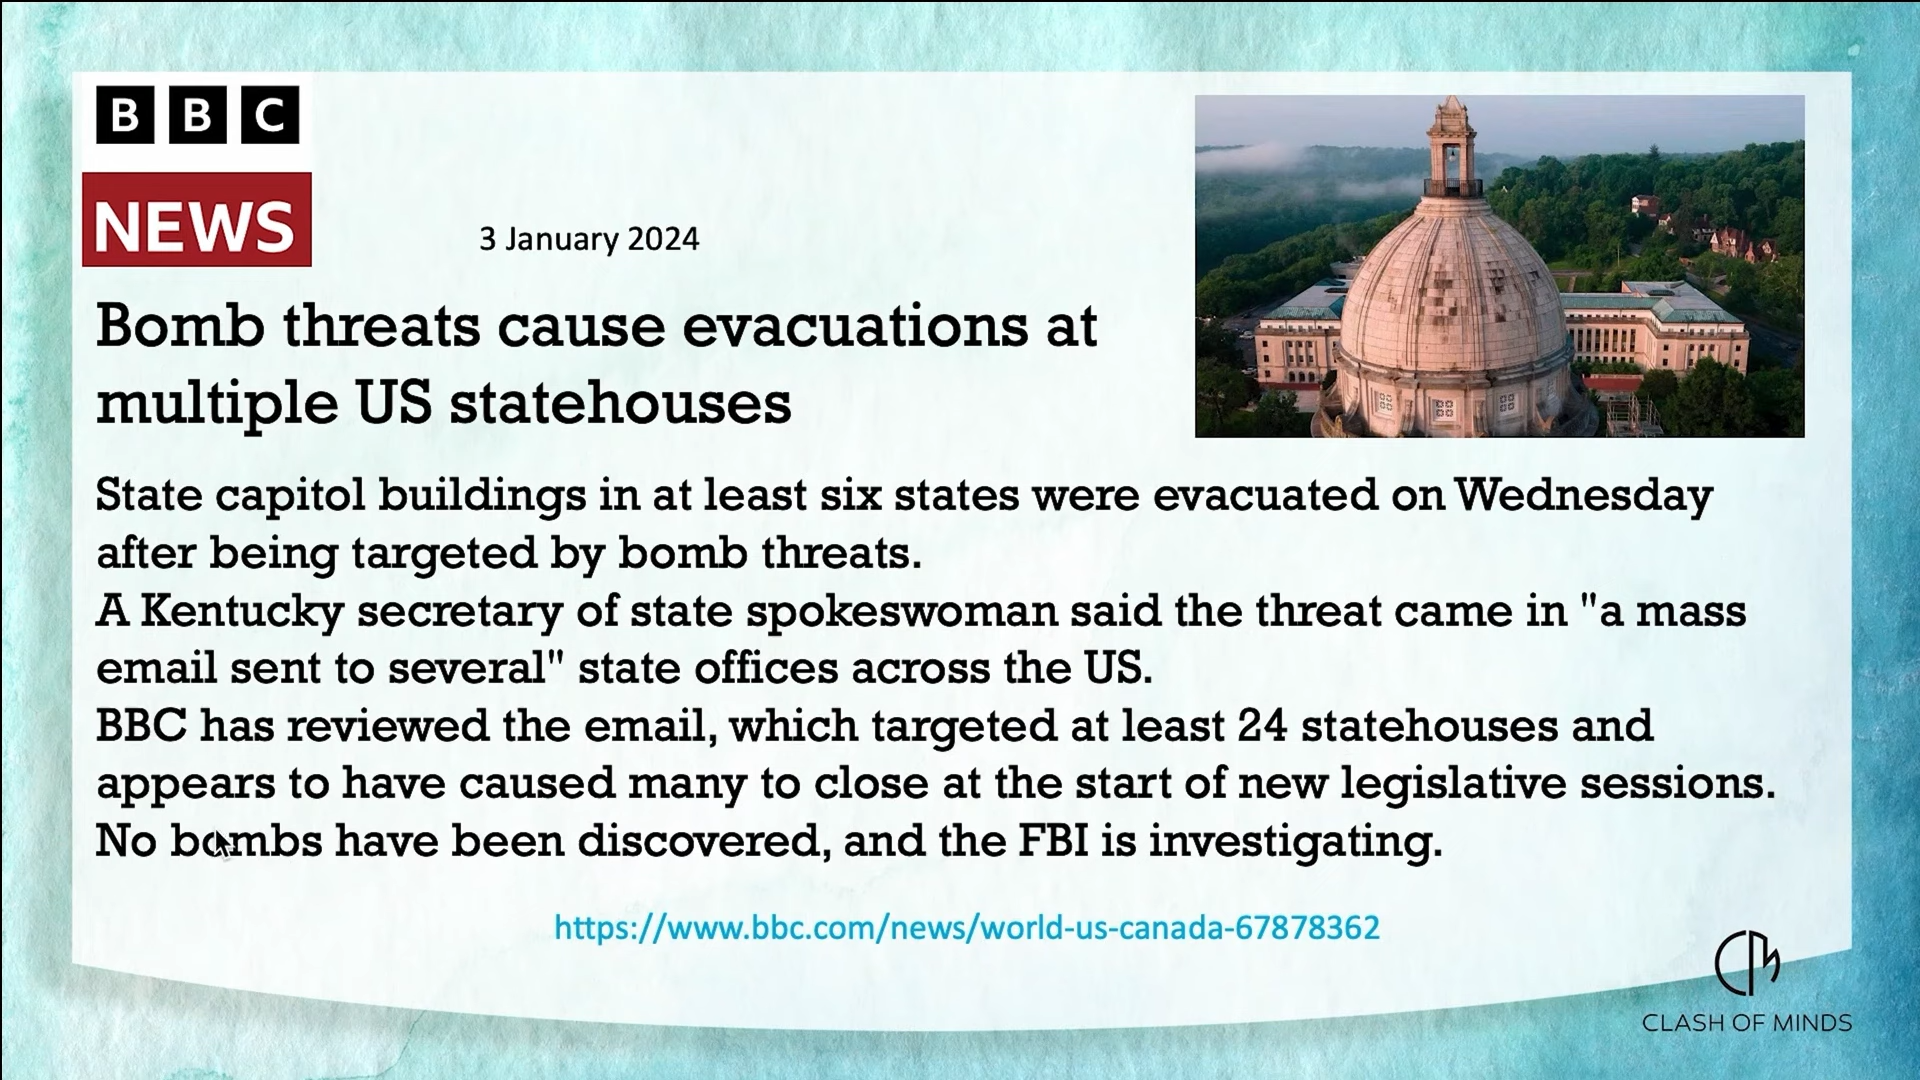 BBC
NEWS
3 January 2024
Bomb threats cause evacuations at
multiple US statehouses
State capitol buildings in at least six states were evacuated on Wednesday
after being targeted by bomb threats.
A Kentucky secretary of state spokeswoman said the threat came in "a mass
email sent to several" state offices across the US.
BBC has reviewed the email, which targeted at least 24 statehouses and
appears to have caused many to close at the start of new legislative sessions.
No bombs have been discovered, and the FBI is investigating.
https://www.bbc.com/news/world-us-canada-67878362
CLASH OF MINDS